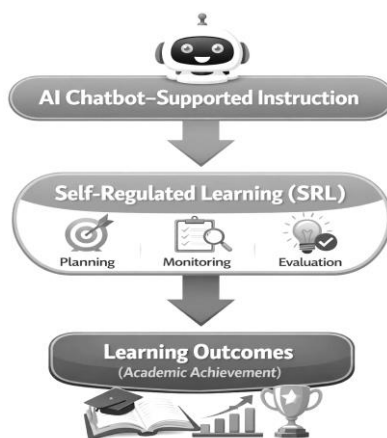 AI Chatbot–Supported Instruction
Self-Regulated Learning (SRL)
Planning Monitoring Evaluation
Learning Outcomes
(Academic Achievement)